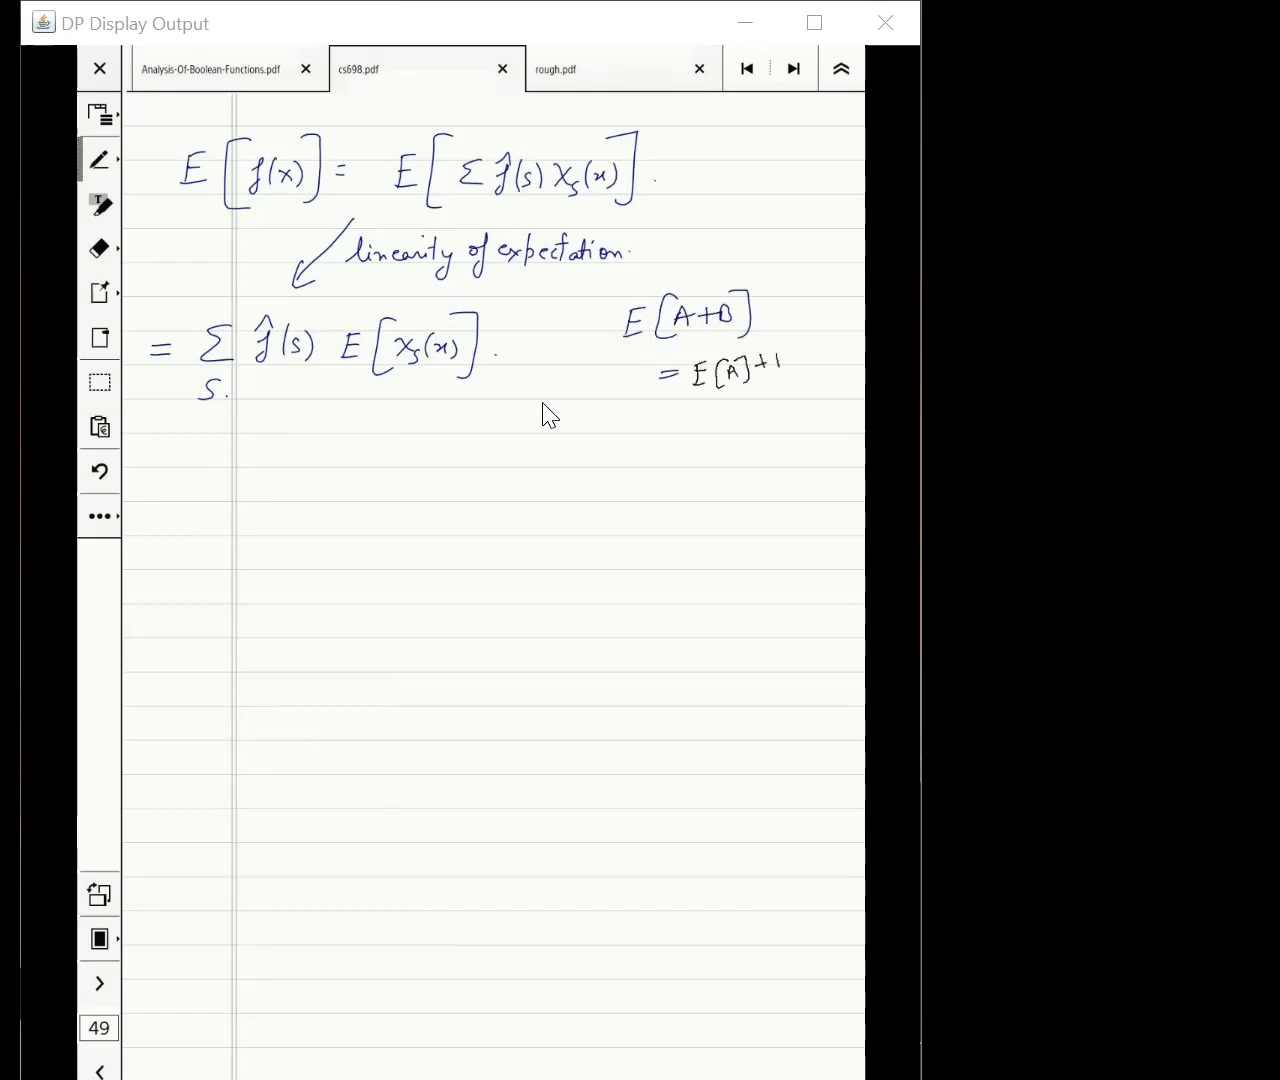 DP Display Output
Analysis-Of-Boolean-Functions.pdf
cs698.pdf
rough.pdf
E[f(x)] = E[Σ f̂(s) χ_s(x)].
linearity of expectation.
= Σ_S f̂(s) E[χ_s(x)].
E[A+B]
= E[A]+1
49